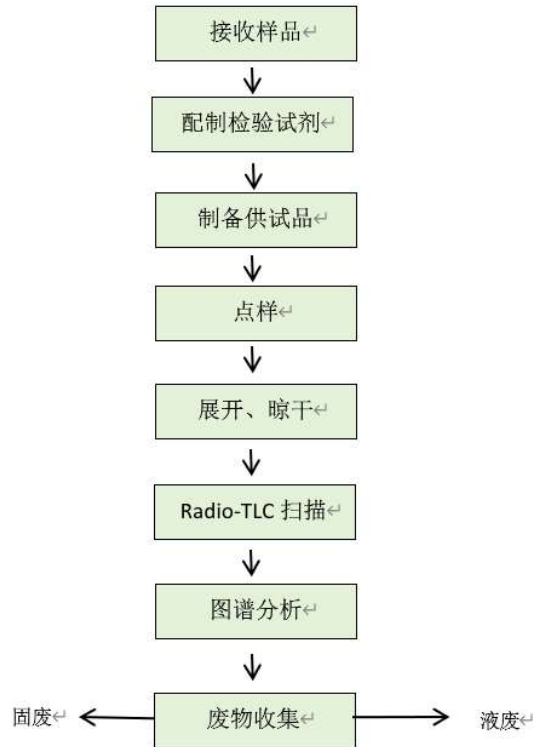 接收样品↵
配制检验试剂↵
制备供试品↵
点样↵
展开、晾干↵
Radio-TLC 扫描↵
图谱分析↵
固废↵
废物收集↵
液废↵